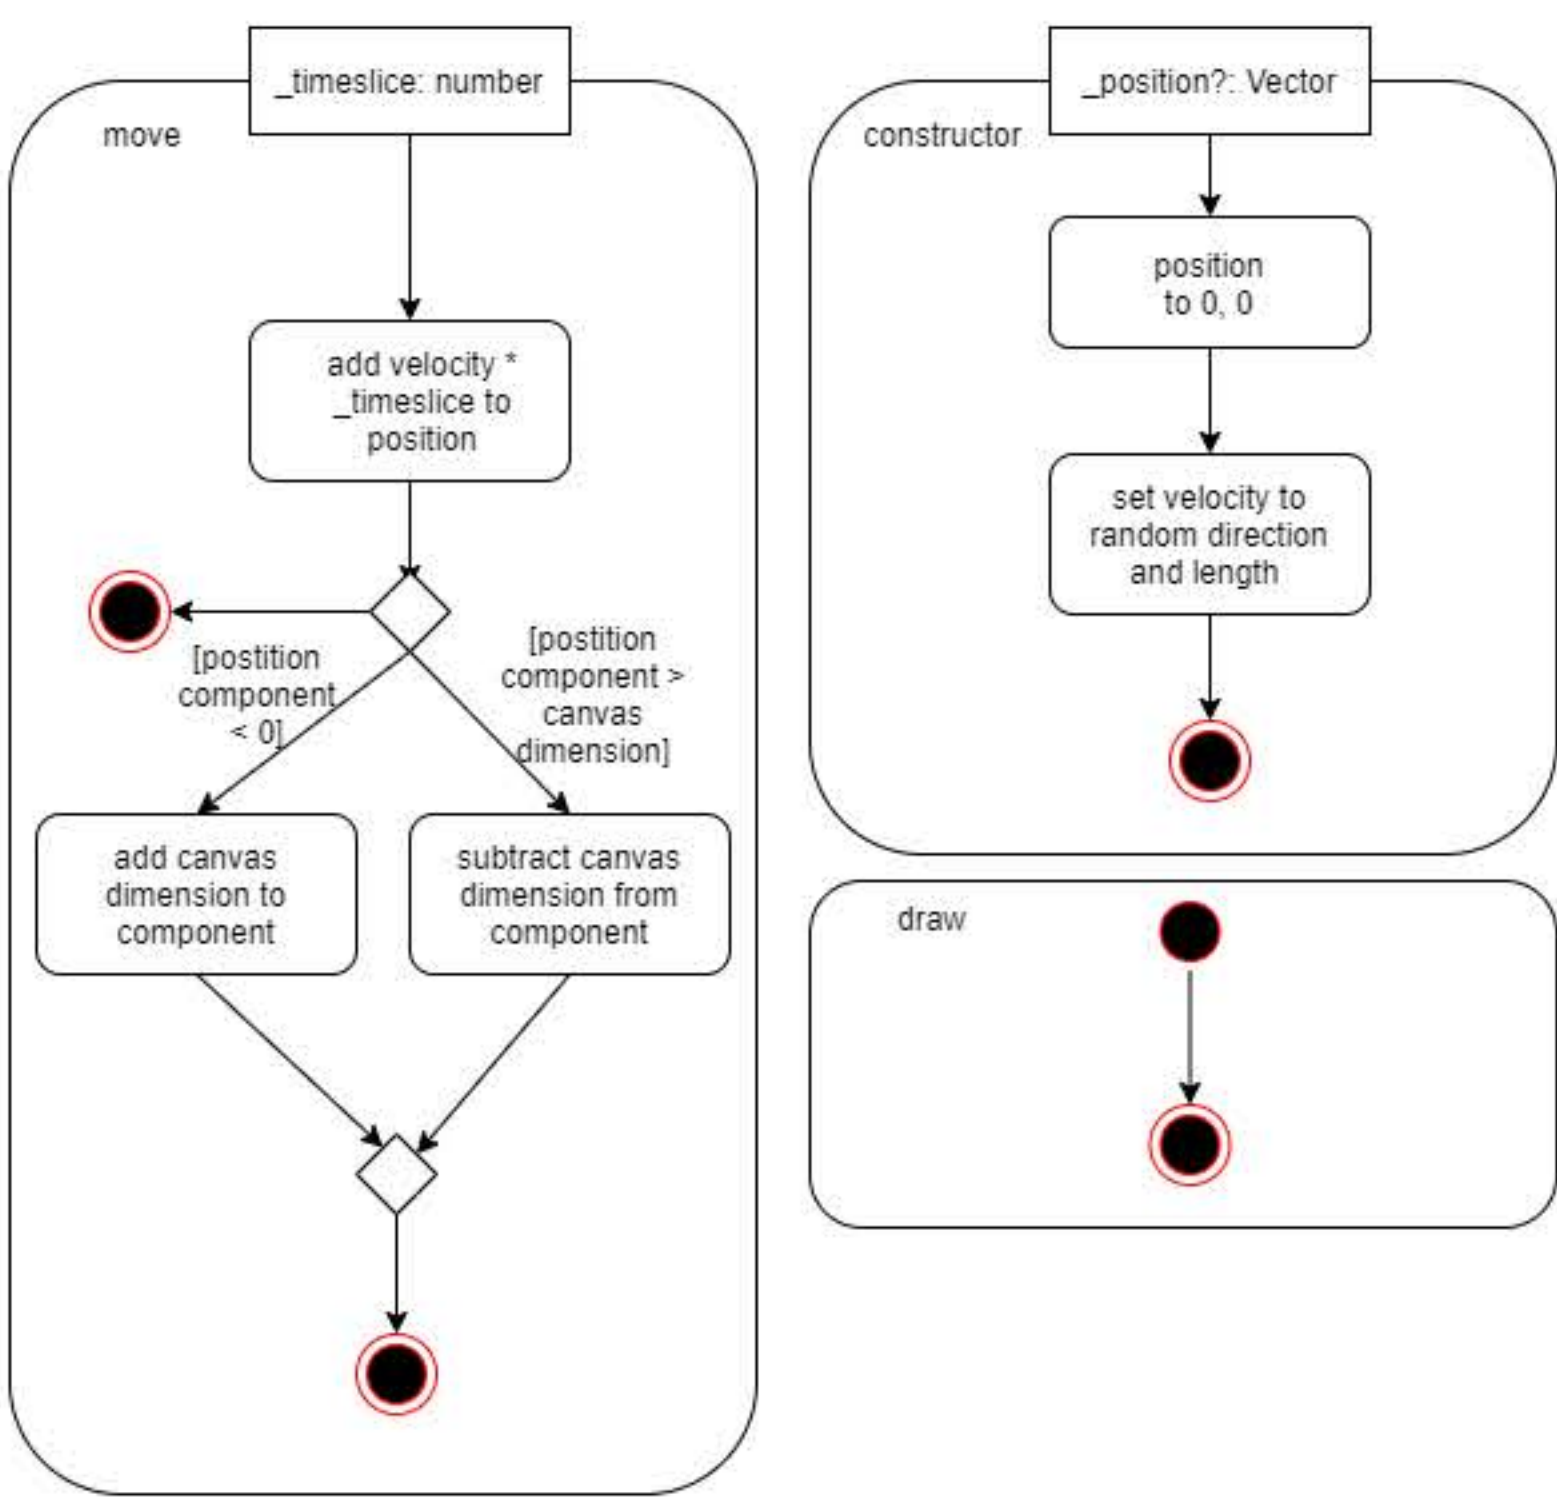 _timeslice: number
move
add velocity *
_timeslice to
position
[postition
component
< 0]
[postition
component >
canvas
dimension]
add canvas
dimension to
component
subtract canvas
dimension from
component
_position?: Vector
constructor
position
to 0, 0
set velocity to
random direction
and length
draw